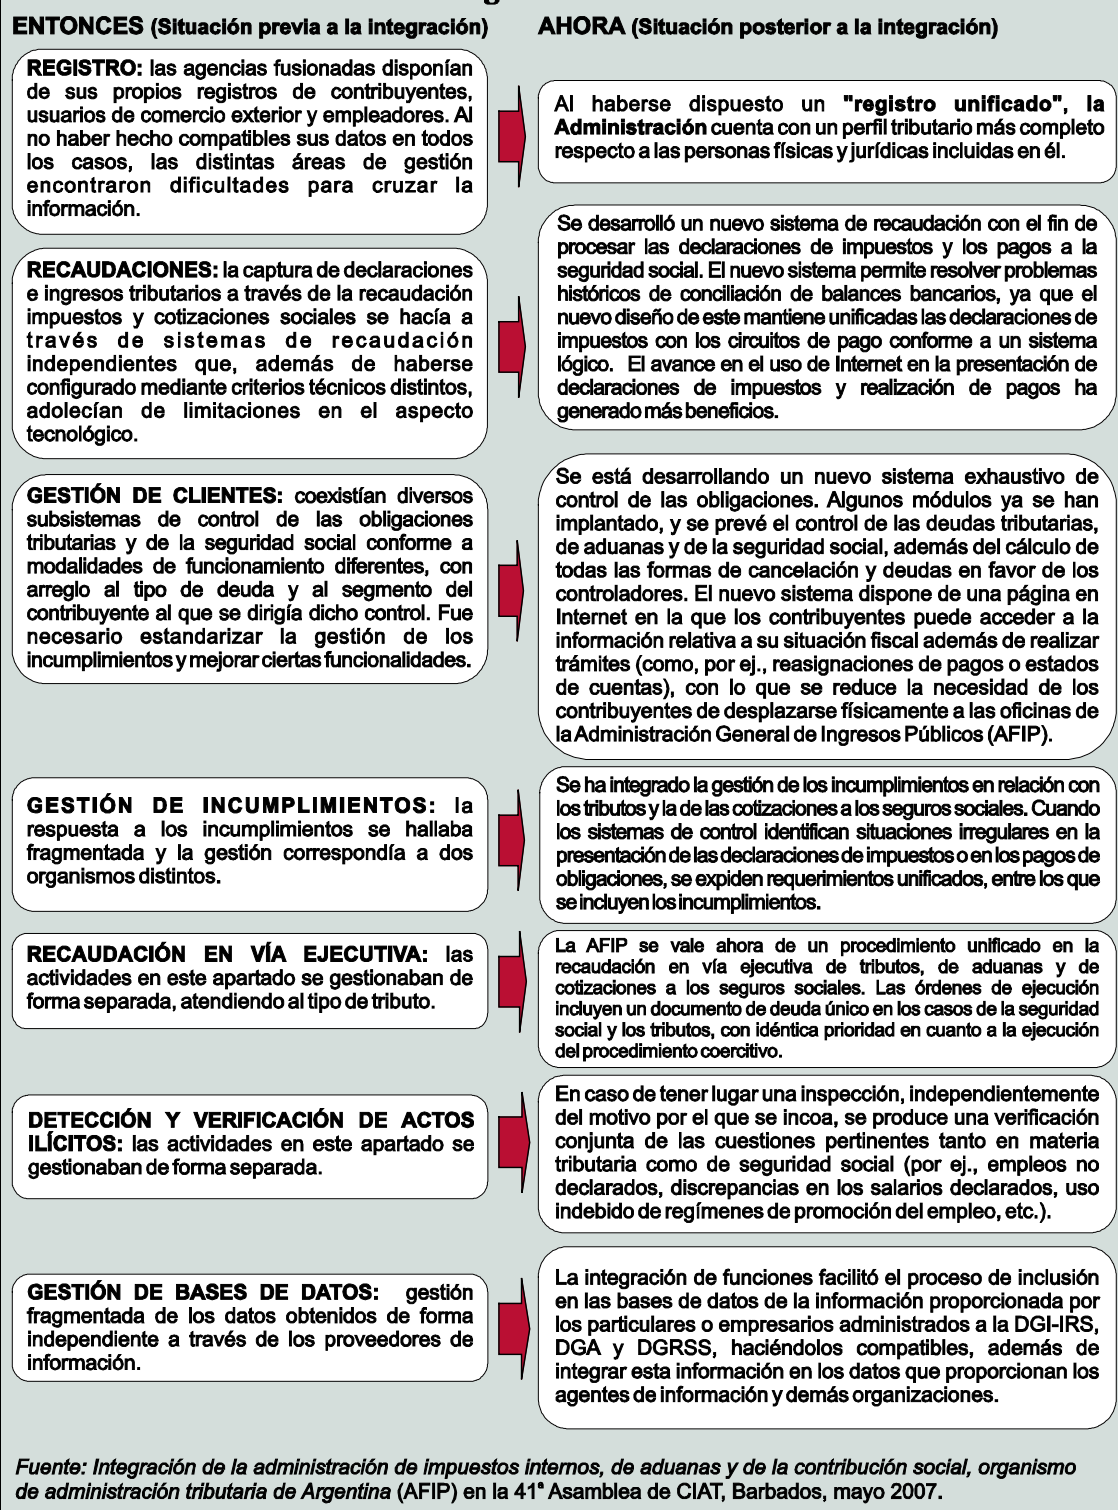 ENTONCES (Situación previa a la integración)
AHORA (Situación posterior a la integración)
REGISTRO: las agencias fusionadas disponían
de sus propios registros de contribuyentes,
usuarios de comercio exterior y empleadores. Al
no haber hecho compatibles sus datos en todos
los casos, las distintas áreas de gestión
encontraron dificultades para cruzar la
información.
Al haberse dispuesto un "registro unificado", la
Administración cuenta con un perfil tributario más completo
respecto a las personas físicas y jurídicas incluidas en él.
RECAUDACIONES: la captura de declaraciones
e ingresos tributarios a través de la recaudación
impuestos y cotizaciones sociales se hacía a
través de sistemas de recaudación
independientes que, además de haberse
configurado mediante criterios técnicos distintos,
adolecían de limitaciones en el aspecto
tecnológico.
Se desarrolló un nuevo sistema de recaudación con el fin de
procesar las declaraciones de impuestos y los pagos a la
seguridad social. El nuevo sistema permite resolver problemas
históricos de conciliación de balances bancarios, ya que el
nuevo diseño de este mantiene unificadas las declaraciones de
impuestos con los circuitos de pago conforme a un sistema
lógico. El avance en el uso de Internet en la presentación de
declaraciones de impuestos y realización de pagos ha
generado más beneficios.
GESTIÓN DE CLIENTES: coexistían diversos
subsistemas de control de las obligaciones
tributarias y de la seguridad social conforme a
modalidades de funcionamiento diferentes, con
arreglo al tipo de deuda y al segmento del
contribuyente al que se dirigía dicho control. Fue
necesario estandarizar la gestión de los
incumplimientos y mejorar ciertas funcionalidades.
Se está desarrollando un nuevo sistema exhaustivo de
control de las obligaciones. Algunos módulos ya se han
implantado, y se prevé el control de las deudas tributarias,
de aduanas y de la seguridad social, además del cálculo de
todas las formas de cancelación y deudas en favor de los
controladores. El nuevo sistema dispone de una página en
Internet en la que los contribuyentes puede acceder a la
información relativa a su situación fiscal además de realizar
trámites (como, por ej., reasignaciones de pagos o estados
de cuentas), con lo que se reduce la necesidad de los
contribuyentes de desplazarse físicamente a las oficinas de
la Administración General de Ingresos Públicos (AFIP).
GESTIÓN DE INCUMPLIMIENTOS: la
respuesta a los incumplimientos se hallaba
fragmentada y la gestión correspondía a dos
organismos distintos.
Se ha integrado la gestión de los incumplimientos en relación con
los tributos y la de las cotizaciones a los seguros sociales. Cuando
los sistemas de control identifican situaciones irregulares en la
presentación de las declaraciones de impuestos o en los pagos de
obligaciones, se expiden requerimientos unificados, entre los que
se incluyen los incumplimientos.
RECAUDACIÓN EN VÍA EJECUTIVA: las
actividades en este apartado se gestionaban de
forma separada, atendiendo al tipo de tributo.
La AFIP se vale ahora de un procedimiento unificado en la
recaudación en vía ejecutiva de tributos, de aduanas y de
cotizaciones a los seguros sociales. Las órdenes de ejecución
incluyen un documento de deuda único en los casos de la seguridad
social y los tributos, con idéntica prioridad en cuanto a la ejecución
del procedimiento coercitivo.
DETECCIÓN Y VERIFICACIÓN DE ACTOS
ILÍCITOS: las actividades en este apartado se
gestionaban de forma separada.
En caso de tener lugar una inspección, independientemente
del motivo por el que se incoa, se produce una verificación
conjunta de las cuestiones pertinentes tanto en materia
tributaria como de seguridad social (por ej., empleos no
declarados, discrepancias en los salarios declarados, uso
indebido de regímenes de promoción del empleo, etc.).
GESTIÓN DE BASES DE DATOS: gestión
fragmentada de los datos obtenidos de forma
independiente a través de los proveedores de
información.
La integración de funciones facilitó el proceso de inclusión
en las bases de datos de la información proporcionada por
los particulares o empresarios administrados a la DGI-IRS,
DGA y DGRSS, haciéndolos compatibles, además de
integrar esta información en los datos que proporcionan los
agentes de información y demás organizaciones.
Fuente: Integración de la administración de impuestos internos, de aduanas y de la contribución social, organismo
de administración tributaria de Argentina (AFIP) en la 41ª Asamblea de CIAT, Barbados, mayo 2007.